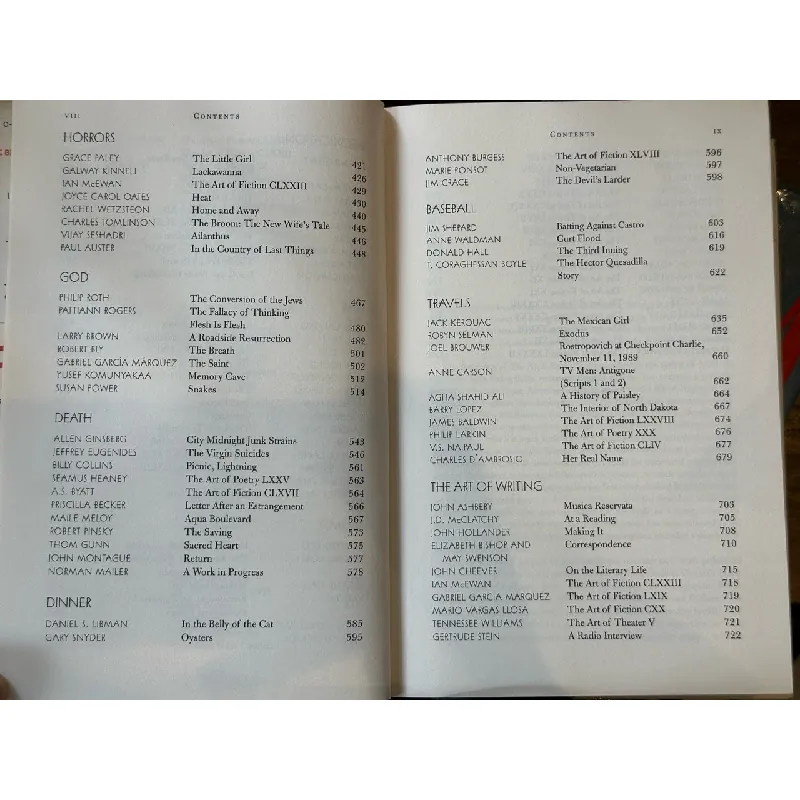 VIII CONTENTS
HORRORS
GRACE PALEY The Little Girl 421
GALWAY KINNELL Lackawanna 426
IAN McEWAN The Art of Fiction CLXXIII 429
JOYCE CAROL OATES Heat 430
RACHEL WETZSTEON Home and Away 440
CHARLES TOMLINSON The Broom: The New Wife's Tale 445
VIJAY SESHADRI Ailanthus 446
PAUL AUSTER In the Country of Last Things 448
GOD
PHILIP ROTH The Conversion of the Jews 467
PATTIANN ROGERS The Fallacy of Thinking
Flesh Is Flesh 480
LARRY BROWN A Roadside Resurrection 482
ROBERT BLY The Breath 501
GABRIEL GARCÍA MÁRQUEZ The Saint 502
YUSEF KOMUNYAKAA Memory Cave 512
SUSAN POWER Snakes 514
DEATH
ALLEN GINSBERG City Midnight Junk Strains 543
JEFFREY EUGENIDES The Virgin Suicides 546
BILLY COLLINS Picnic, Lightning 561
SEAMUS HEANEY The Art of Poetry LXXV 563
A.S. BYATT The Art of Fiction CLXVII 564
PRISCILLA BECKER Letter After an Estrangement 566
MAILE MELOY Aqua Boulevard 567
ROBERT PINSKY The Saving 573
THOM GUNN Sacred Heart 575
JOHN MONTAGUE Return 577
NORMAN MAILER A Work in Progress 578
DINNER
DANIEL S. LIBMAN In the Belly of the Cat 585
GARY SNYDER Oysters 595
CONTENTS IX
ANTHONY BURGESS The Art of Fiction XLVIII 596
MARIE PONSOT Non-Vegetarian 597
JIM CRACE The Devil's Larder 598
BASEBALL
JIM SHEPARD Batting Against Castro 603
ANNE WALDMAN Curt Flood 616
DONALD HALL The Third Inning 619
T. CORAGHESSAN BOYLE The Hector Quesadilla
Story 622
TRAVELS
JACK KEROUAC The Mexican Girl 635
ROBYN SELMAN Exodus 652
JOEL BROUWER Rostropovich at Checkpoint Charlie,
November 11, 1989 660
ANNE CARSON TV Men: Antigone
(Scripts 1 and 2) 662
AGHA SHAHID ALI A History of Paisley 664
BARRY LOPEZ The Interior of North Dakota 667
JAMES BALDWIN The Art of Fiction LXXVIII 674
PHILIP LARKIN The Art of Poetry XXX 676
V.S. NAIPAUL The Art of Fiction CLIV 677
CHARLES D'AMBROSIO Her Real Name 679
THE ART OF WRITING
JOHN ASHBERY Musica Reservata 703
J.D. McCLATCHY At a Reading 705
JOHN HOLLANDER Making It 708
ELIZABETH BISHOP AND Correspondence 710
MAY SWENSON
JOHN CHEEVER On the Literary Life 715
IAN McEWAN The Art of Fiction CLXXIII 718
GABRIEL GARCÍA MÁRQUEZ The Art of Fiction LXIX 719
MARIO VARGAS LLOSA The Art of Fiction CXX 720
TENNESSEE WILLIAMS The Art of Theater V 721
GERTRUDE STEIN A Radio Interview 722